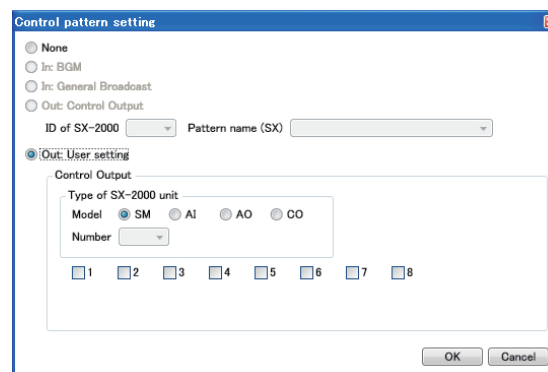 Control pattern setting
None
In: BGM
In: General Broadcast
Out: Control Output
ID of SX-2000 Pattern name (SX)
Out: User setting
Control Output
Type of SX-2000 unit
Model SM AI AO CO
Number
1 2 3 4 5 6 7 8
OK Cancel